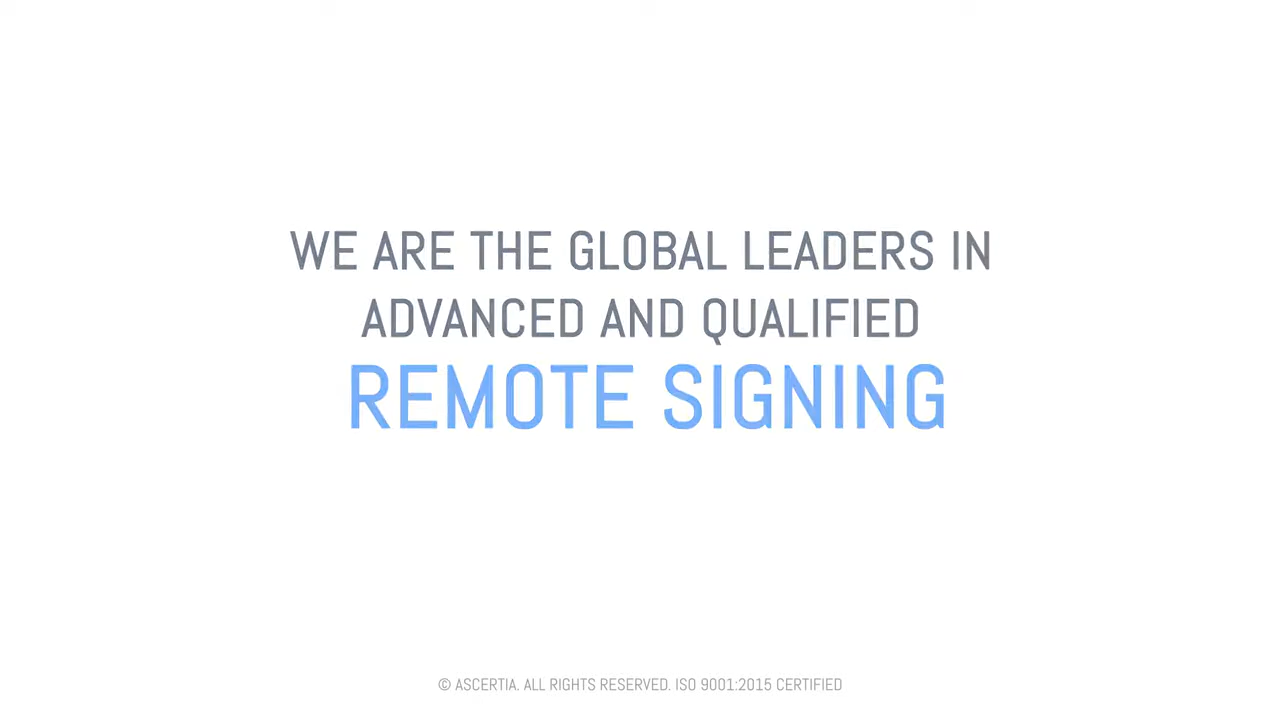 WE ARE THE GLOBAL LEADERS IN
ADVANCED AND QUALIFIED
REMOTE SIGNING
© ASCERTIA. ALL RIGHTS RESERVED. ISO 9001:2015 CERTIFIED